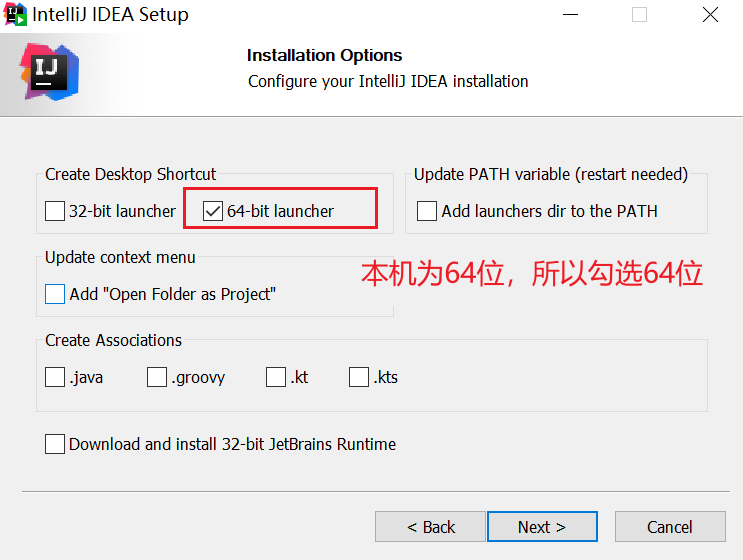 IntelliJ IDEA Setup
IJ
Installation Options
Configure your IntelliJ IDEA installation
Create Desktop Shortcut
32-bit launcher
64-bit launcher
Update PATH variable (restart needed)
Add launchers dir to the PATH
Update context menu
Add "Open Folder as Project"
本机为64位，所以勾选64位
Create Associations
.java
.groovy
.kt
.kts
Download and install 32-bit JetBrains Runtime
< Back
Next >
Cancel